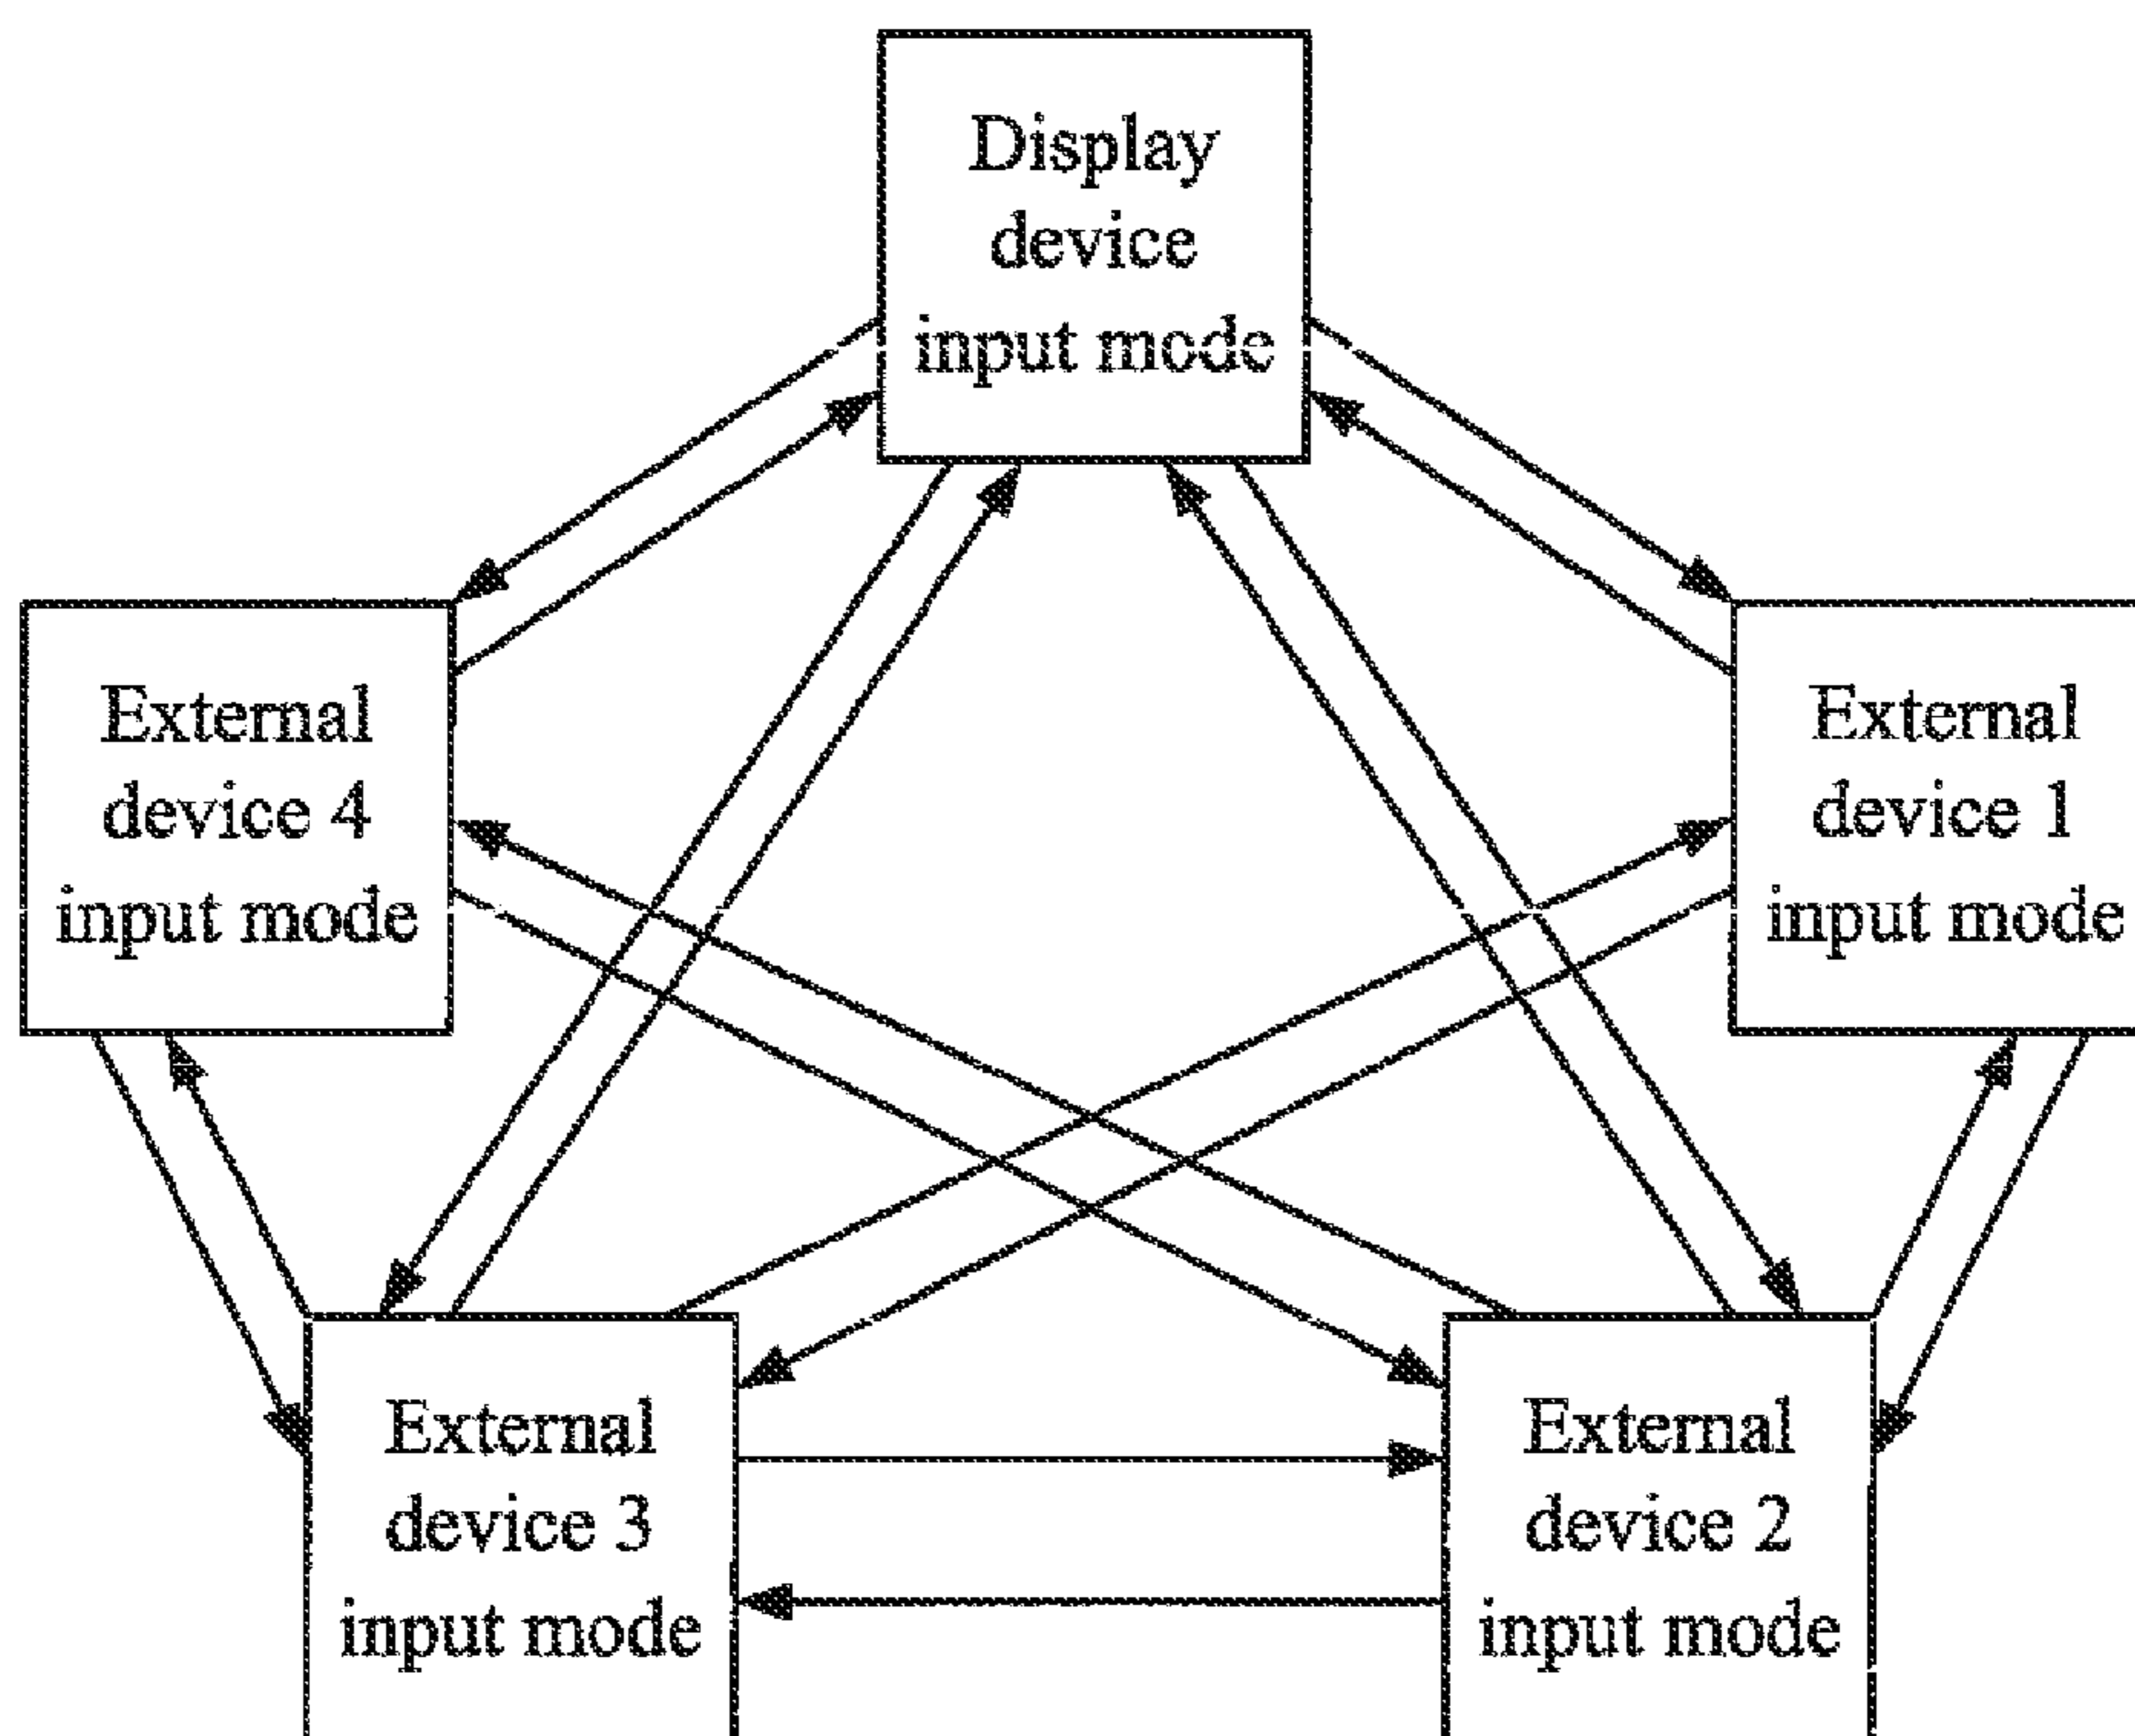 Display
device
input mode
External
device 4
input mode
External
device 1
input mode
External
device 3
input mode
External
device 2
input mode